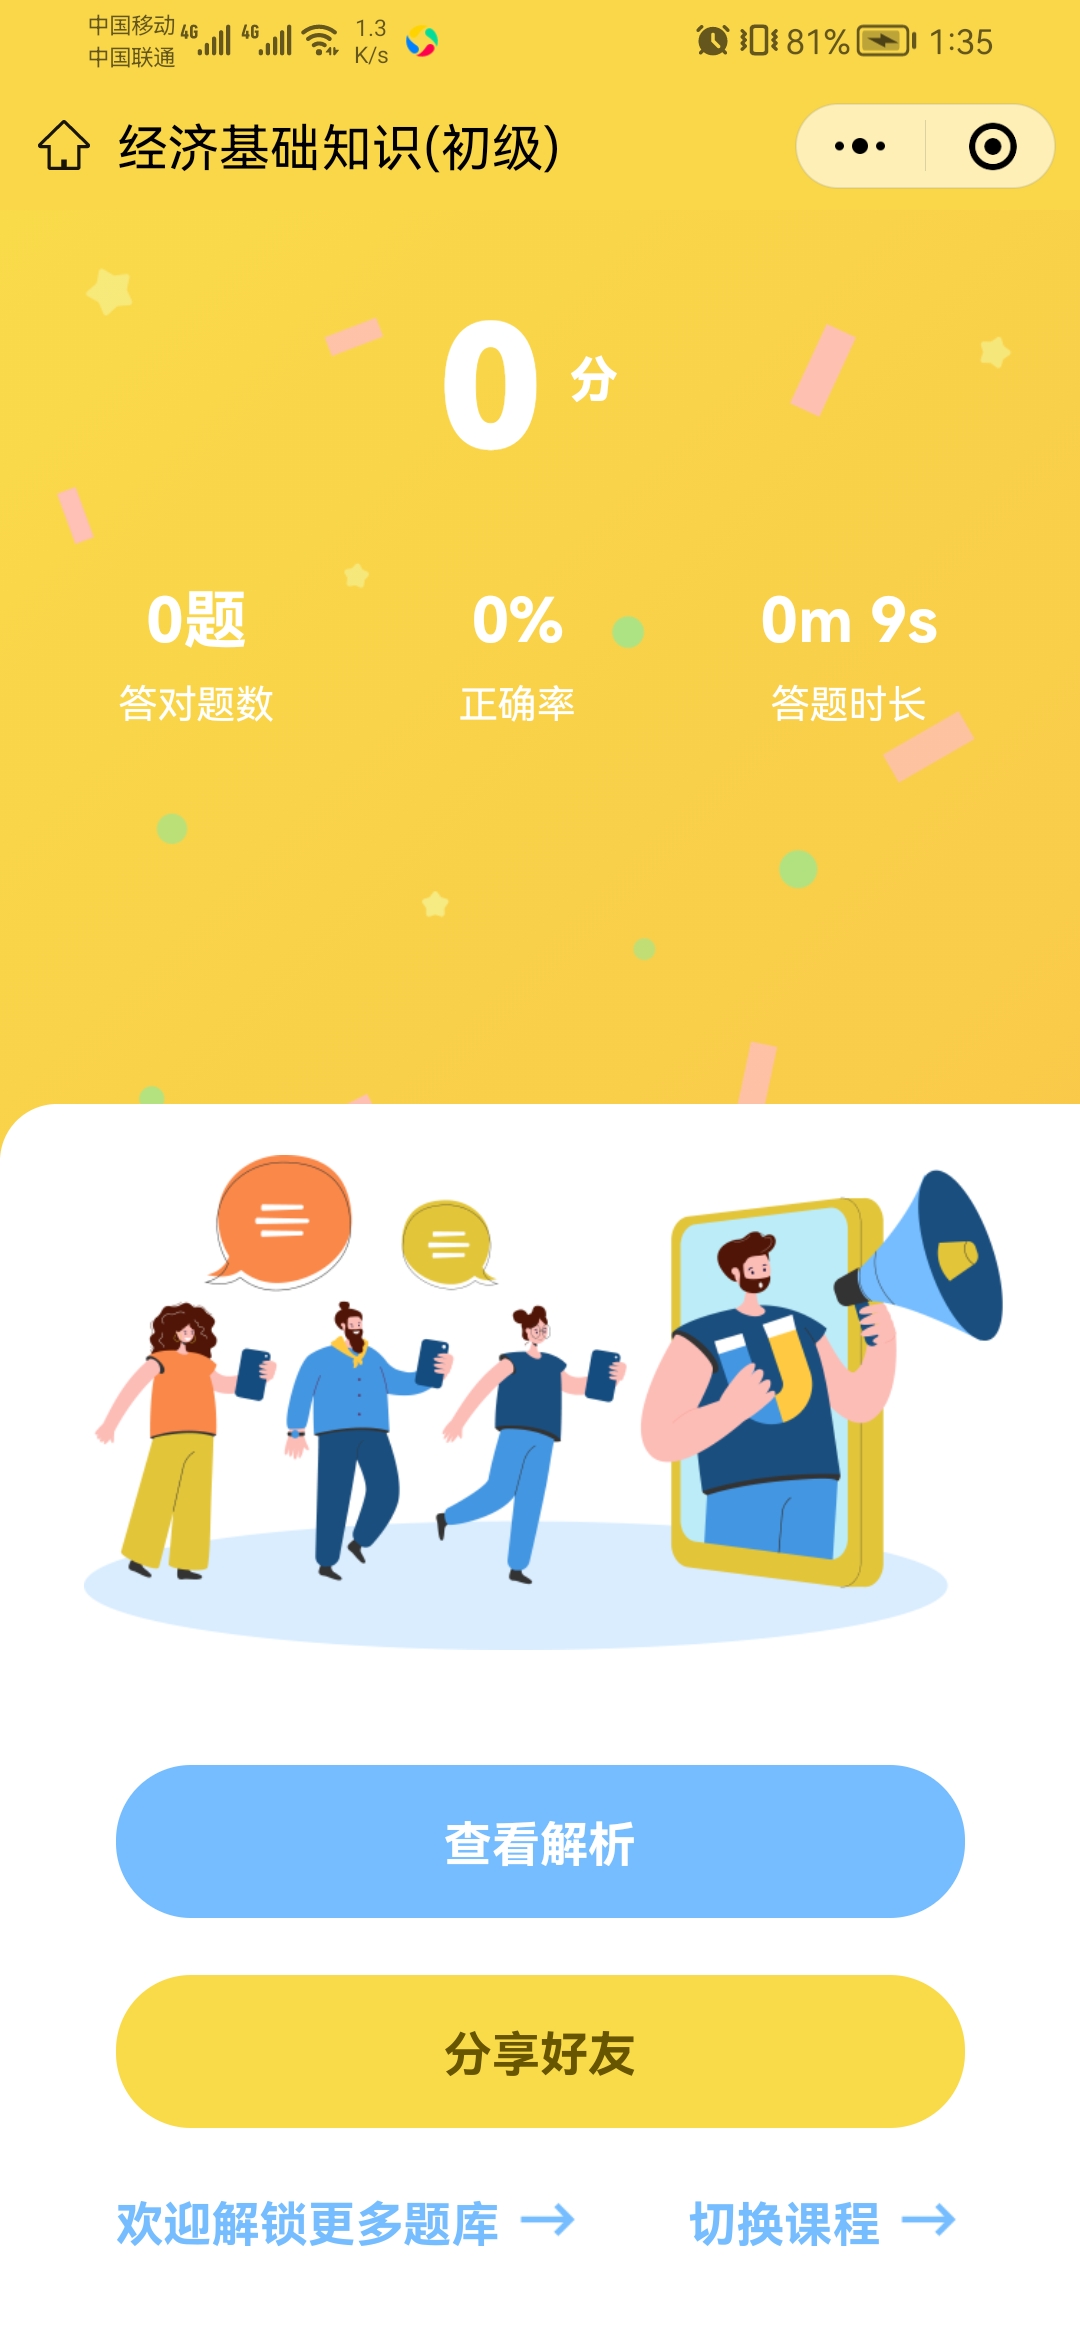 中国移动 4G 4G 1.3 81% 1:35
中国联通 K/s
经济基础知识(初级)
0 分
0题 0% 0m 9s
答对题数 正确率 答题时长
查看解析
分享好友
欢迎解锁更多题库 → 切换课程 →